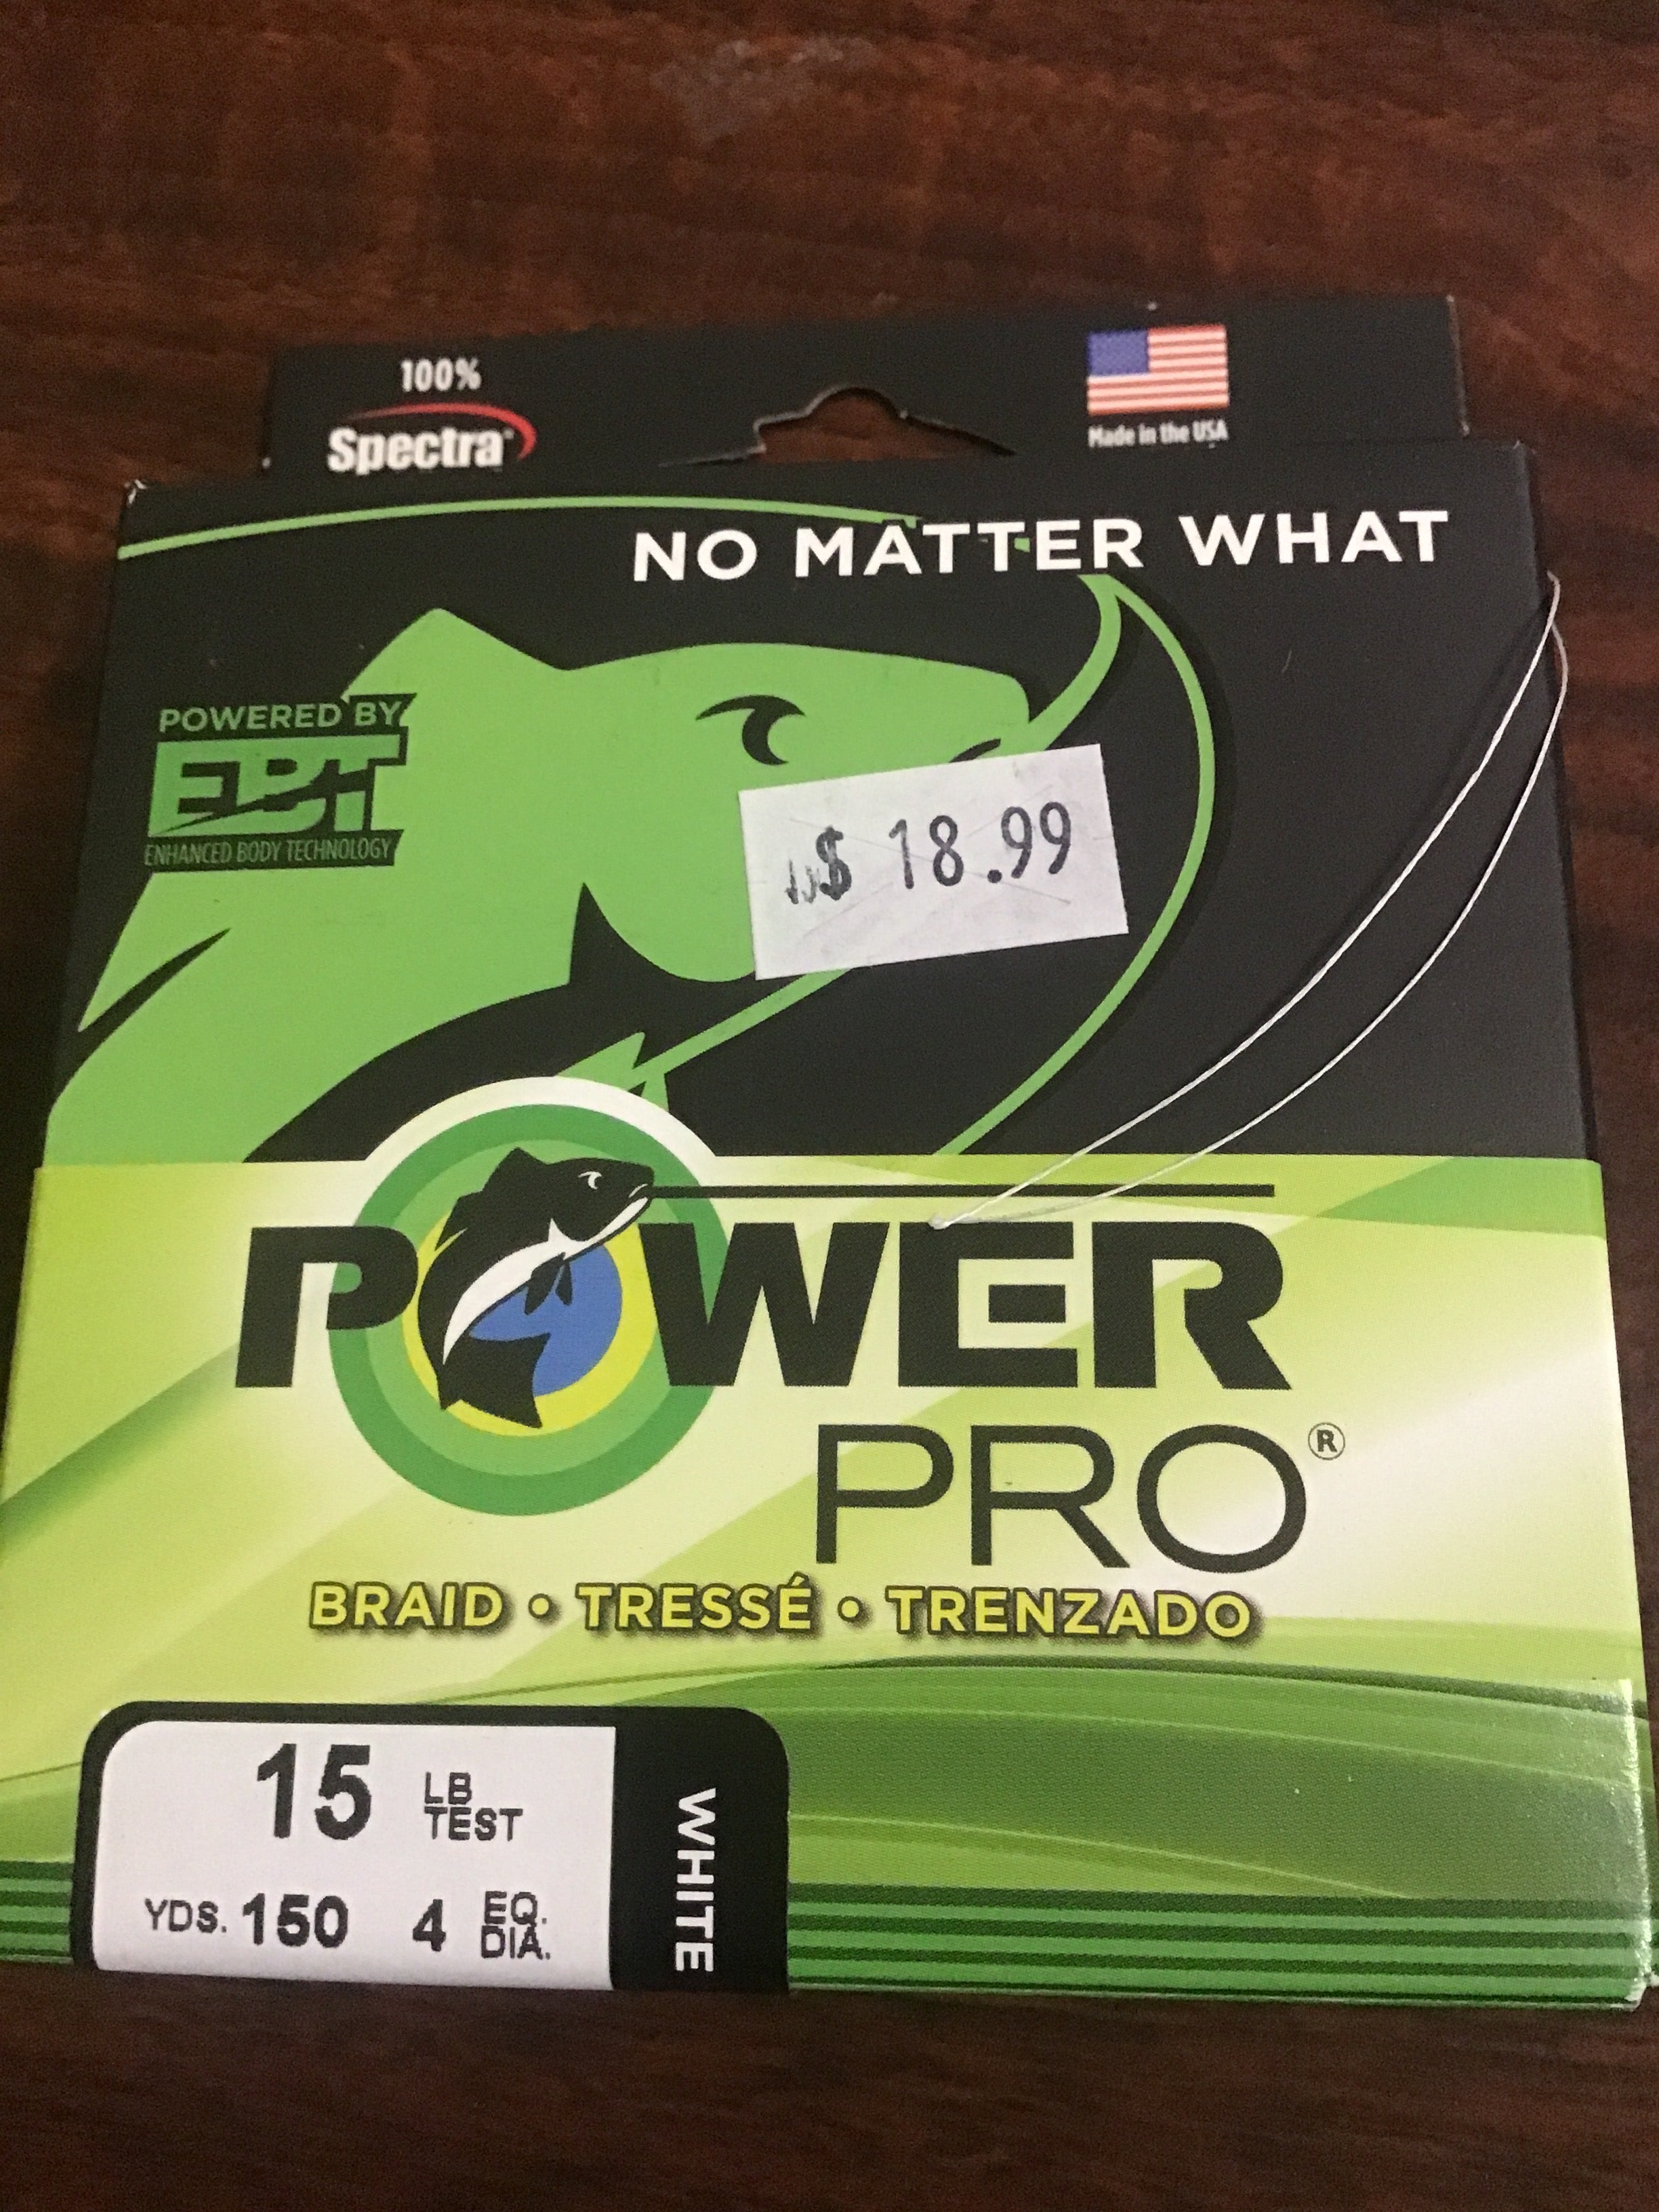 100%
Spectra®
Made in the USA
NO MATTER WHAT
POWERED BY
EBT
ENHANCED BODY TECHNOLOGY
$ 18.99
POWER
PRO®
BRAID • TRESSÉ • TRENZADO
15 LB TEST
YDS. 150 4 EQ. DIA.
WHITE